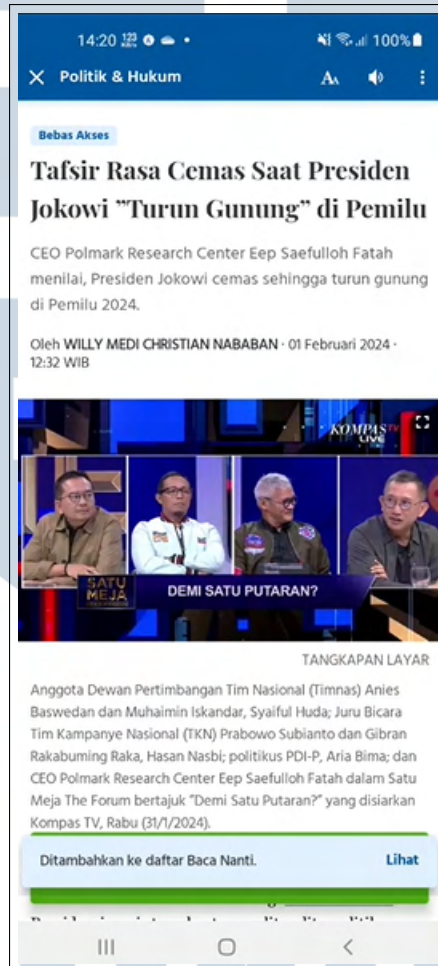 14:20
100%
Politik & Hukum
AA
Bebas Akses
Tafsir Rasa Cemas Saat Presiden
Jokowi ”Turun Gunung” di Pemilu
CEO Polmark Research Center Eep Saefulloh Fatah
menilai, Presiden Jokowi cemas sehingga turun gunung
di Pemilu 2024.
Oleh WILLY MEDI CHRISTIAN NABABAN · 01 Februari 2024 ·
12:32 WIB
KOMPAS TV
LIVE
SATU
MEJA
DEMI SATU PUTARAN?
TANGKAPAN LAYAR
Anggota Dewan Pertimbangan Tim Nasional (Timnas) Anies
Baswedan dan Muhaimin Iskandar, Syaiful Huda; Juru Bicara
Tim Kampanye Nasional (TKN) Prabowo Subianto dan Gibran
Rakabuming Raka, Hasan Nasbi; politikus PDI-P, Aria Bima; dan
CEO Polmark Research Center Eep Saefulloh Fatah dalam Satu
Meja The Forum bertajuk ”Demi Satu Putaran?” yang disiarkan
Kompas TV, Rabu (31/1/2024).
Ditambahkan ke daftar Baca Nanti.
Lihat